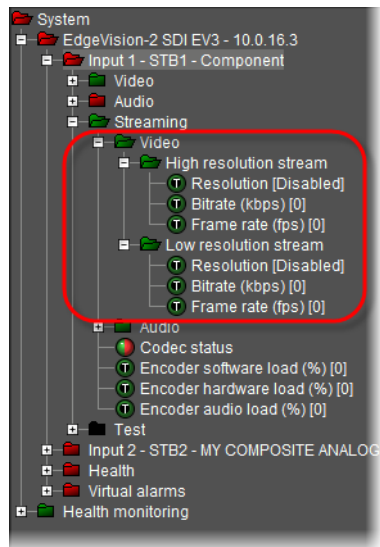 System
EdgeVision-2 SDI EV3 - 10.0.16.3
Input 1 - STB1 - Component
Video
Audio
Streaming
Video
High resolution stream
T Resolution [Disabled]
T Bitrate (kbps) [0]
T Frame rate (fps) [0]
Low resolution stream
T Resolution [Disabled]
T Bitrate (kbps) [0]
T Frame rate (fps) [0]
Audio
Codec status
T Encoder software load (%) [0]
T Encoder hardware load (%) [0]
T Encoder audio load (%) [0]
Test
Input 2 - STB2 - MY COMPOSITE ANALOG
Health
Virtual alarms
Health monitoring